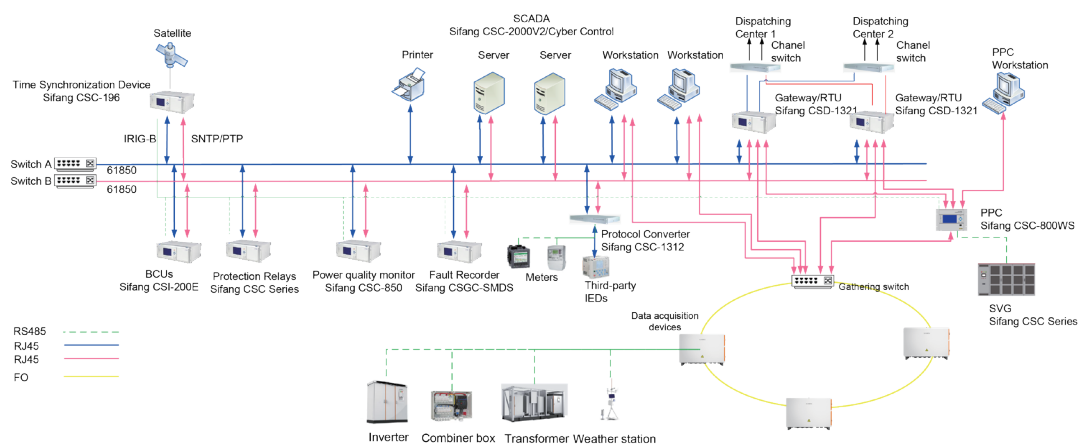 SCADA
Sifang CSC-2000V2/Cyber Control
Satellite
Printer
Server
Server
Workstation
Workstation
Dispatching
Center 1
Chanel
switch
Dispatching
Center 2
Chanel
switch
PPC
Workstation
Time Synchronization Device
Sifang CSC-196
Gateway/RTU
Sifang CSD-1321
Gateway/RTU
Sifang CSD-1321
IRIG-B
SNTP/PTP
Switch A
61850
Switch B
61850
PPC
Sifang CSC-800WS
Protocol Converter
Sifang CSC-1312
BCUs
Sifang CSI-200E
Protection Relays
Sifang CSC Series
Power quality monitor
Sifang CSC-850
Fault Recorder
Sifang CSGC-SMDS
Meters
Third-party
IEDs
Gathering switch
SVG
Sifang CSC Series
Data acquisition
devices
RS485
RJ45
RJ45
FO
Inverter
Combiner box
Transformer
Weather station